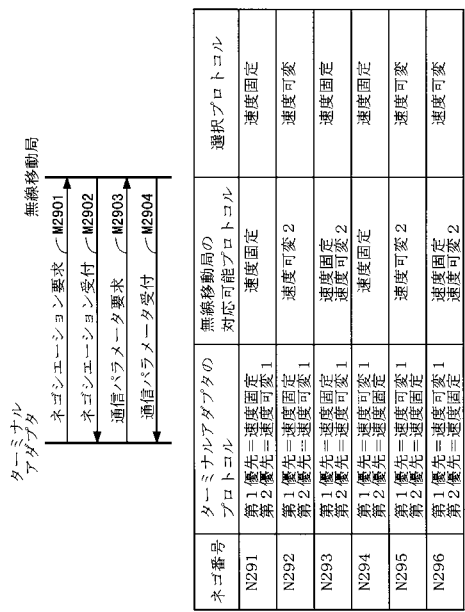 ターミナル
アダプタ
無線移動局
ネゴシエーション要求 M2901
ネゴシエーション受付 M2902
通信パラメータ要求 M2903
通信パラメータ受付 M2904
ネゴ番号
ターミナルアダプタの
プロトコル
無線移動局の
対応可能プロトコル
選択プロトコル
N291
第1優先=速度固定
第2優先=速度可変1
速度固定
速度固定
N292
第1優先=速度固定
第2優先=速度可変1
速度可変2
速度可変
N293
第1優先=速度固定
第2優先=速度可変1
速度固定
速度可変2
速度固定
N294
第1優先=速度可変1
第2優先=速度固定
速度固定
速度固定
N295
第1優先=速度可変1
第2優先=速度固定
速度可変2
速度可変
N296
第1優先=速度可変1
第2優先=速度固定
速度固定
速度可変2
速度可変